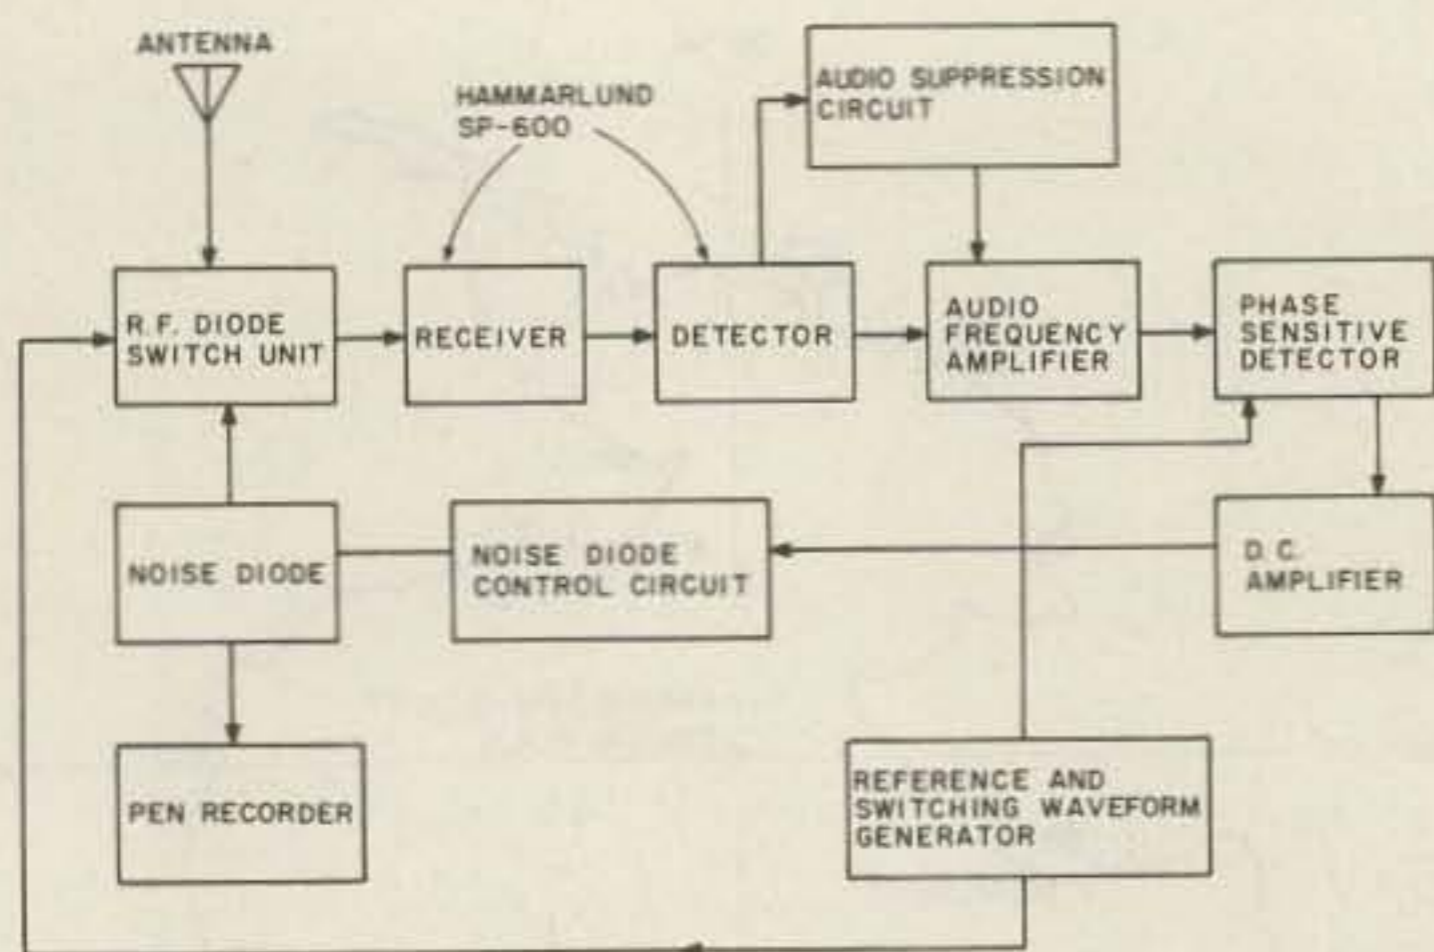 ANTENNA
HAMMARLUND
SP-600
AUDIO SUPPRESSION
CIRCUIT
R.F. DIODE
SWITCH UNIT
RECEIVER
DETECTOR
AUDIO
FREQUENCY
AMPLIFIER
PHASE
SENSITIVE
DETECTOR
NOISE DIODE
NOISE DIODE
CONTROL CIRCUIT
D.C.
AMPLIFIER
PEN RECORDER
REFERENCE AND
SWITCHING WAVEFORM
GENERATOR